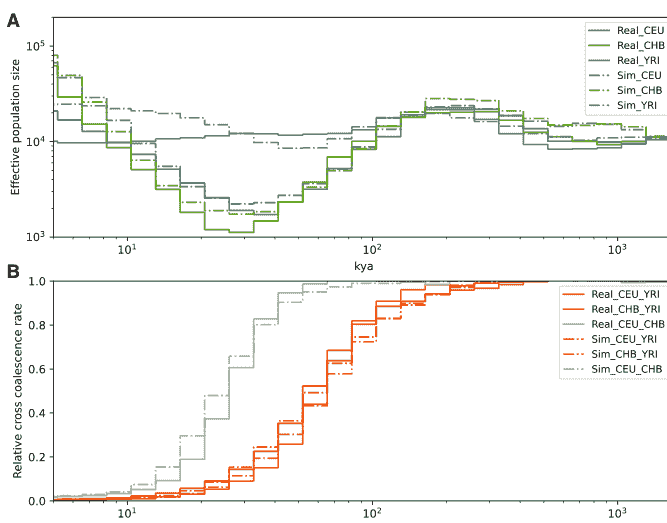 A
Effective population size
10^5
10^4
10^3
10^1
10^2
10^3
kya
Real_CEU
Real_CHB
Real_YRI
Sim_CEU
Sim_CHB
Sim_YRI
B
Relative cross coalescence rate
1.0
0.8
0.6
0.4
0.2
0.0
10^1
10^2
10^3
Real_CEU_YRI
Real_CHB_YRI
Real_CEU_CHB
Sim_CEU_YRI
Sim_CHB_YRI
Sim_CEU_CHB